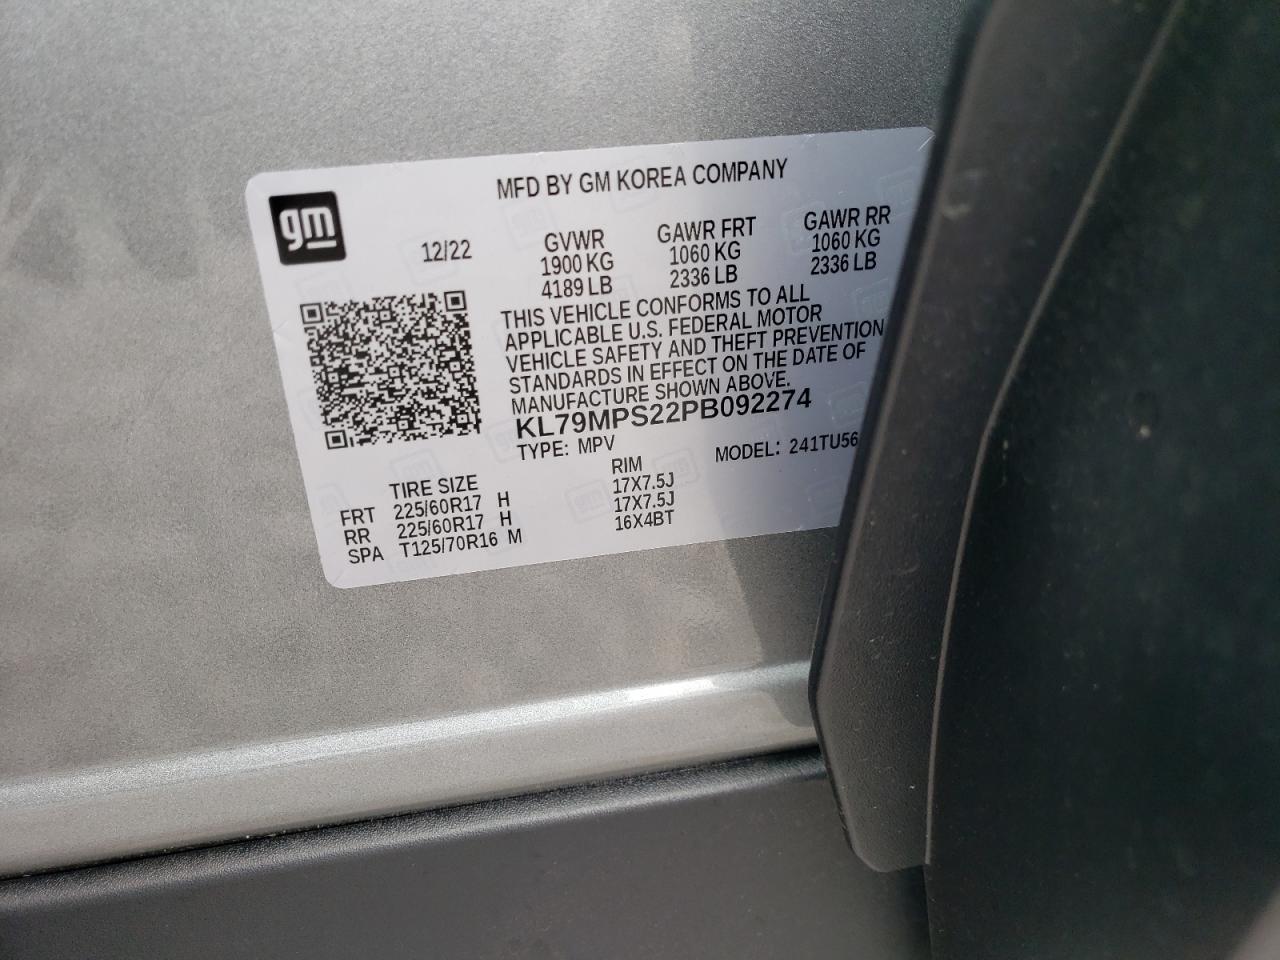 gm
MFD BY GM KOREA COMPANY
12/22
GVWR GAWR FRT GAWR RR
1900 KG 1060 KG 1060 KG
4189 LB 2336 LB 2336 LB
THIS VEHICLE CONFORMS TO ALL
APPLICABLE U.S. FEDERAL MOTOR
VEHICLE SAFETY AND THEFT PREVENTION
STANDARDS IN EFFECT ON THE DATE OF
MANUFACTURE SHOWN ABOVE.
KL79MPS22PB092274
TYPE: MPV MODEL: 241TU56
TIRE SIZE RIM
FRT 225/60R17 H 17X7.5J
RR 225/60R17 H 17X7.5J
SPA T125/70R16 M 16X4BT